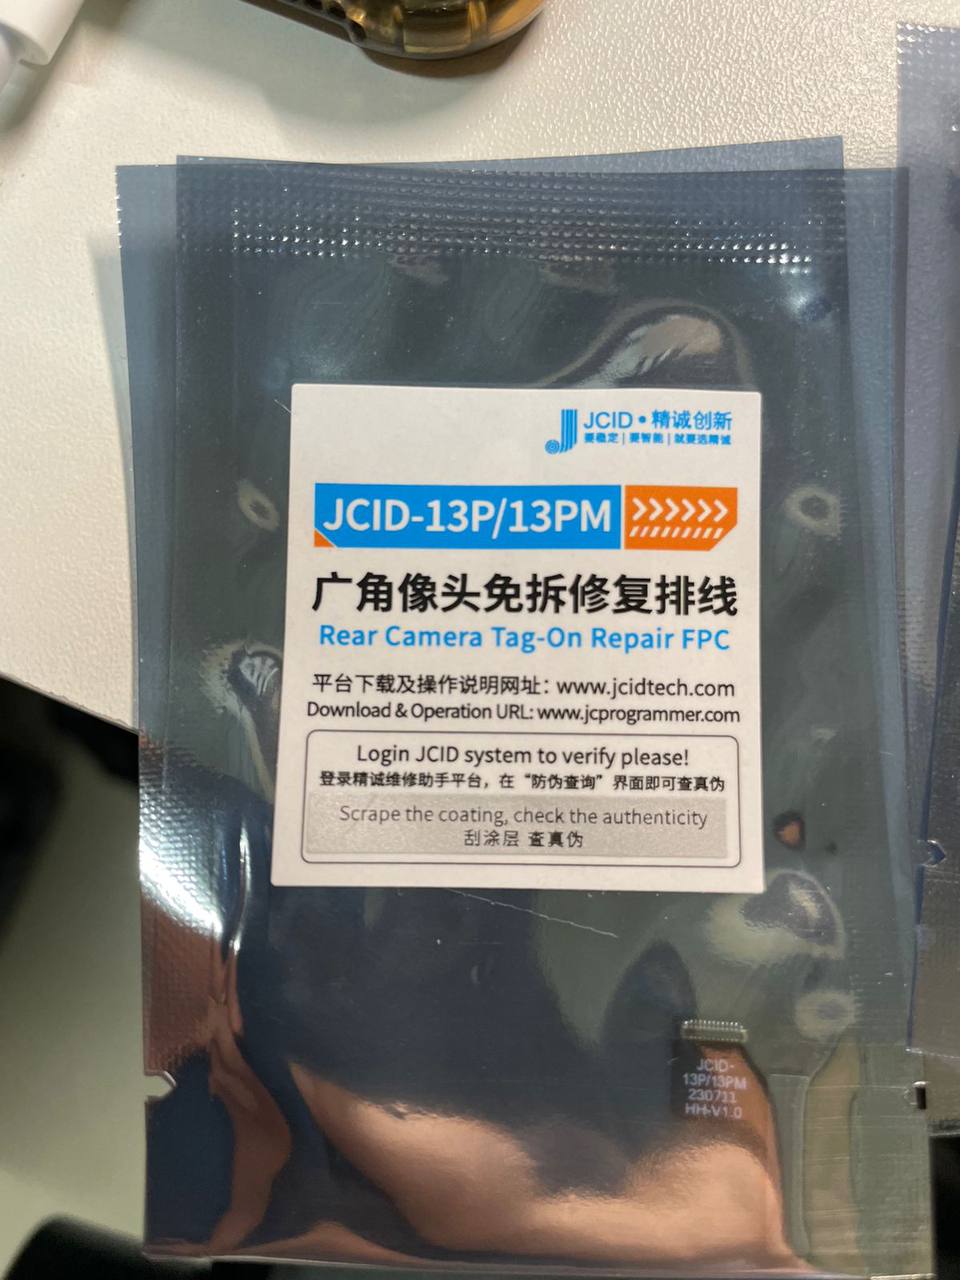 JCID•精诚创新
要稳定|要智能|就要选精诚
JCID-13P/13PM
广角像头免拆修复排线
Rear Camera Tag-On Repair FPC
平台下载及操作说明网址：www.jcidtech.com
Download & Operation URL: www.jcprogrammer.com
Login JCID system to verify please!
登录精诚维修助手平台，在“防伪查询”界面即可查真伪
Scrape the coating, check the authenticity
刮涂层 查真伪
JCID-
13P/13PM
230711
HH-V1.0